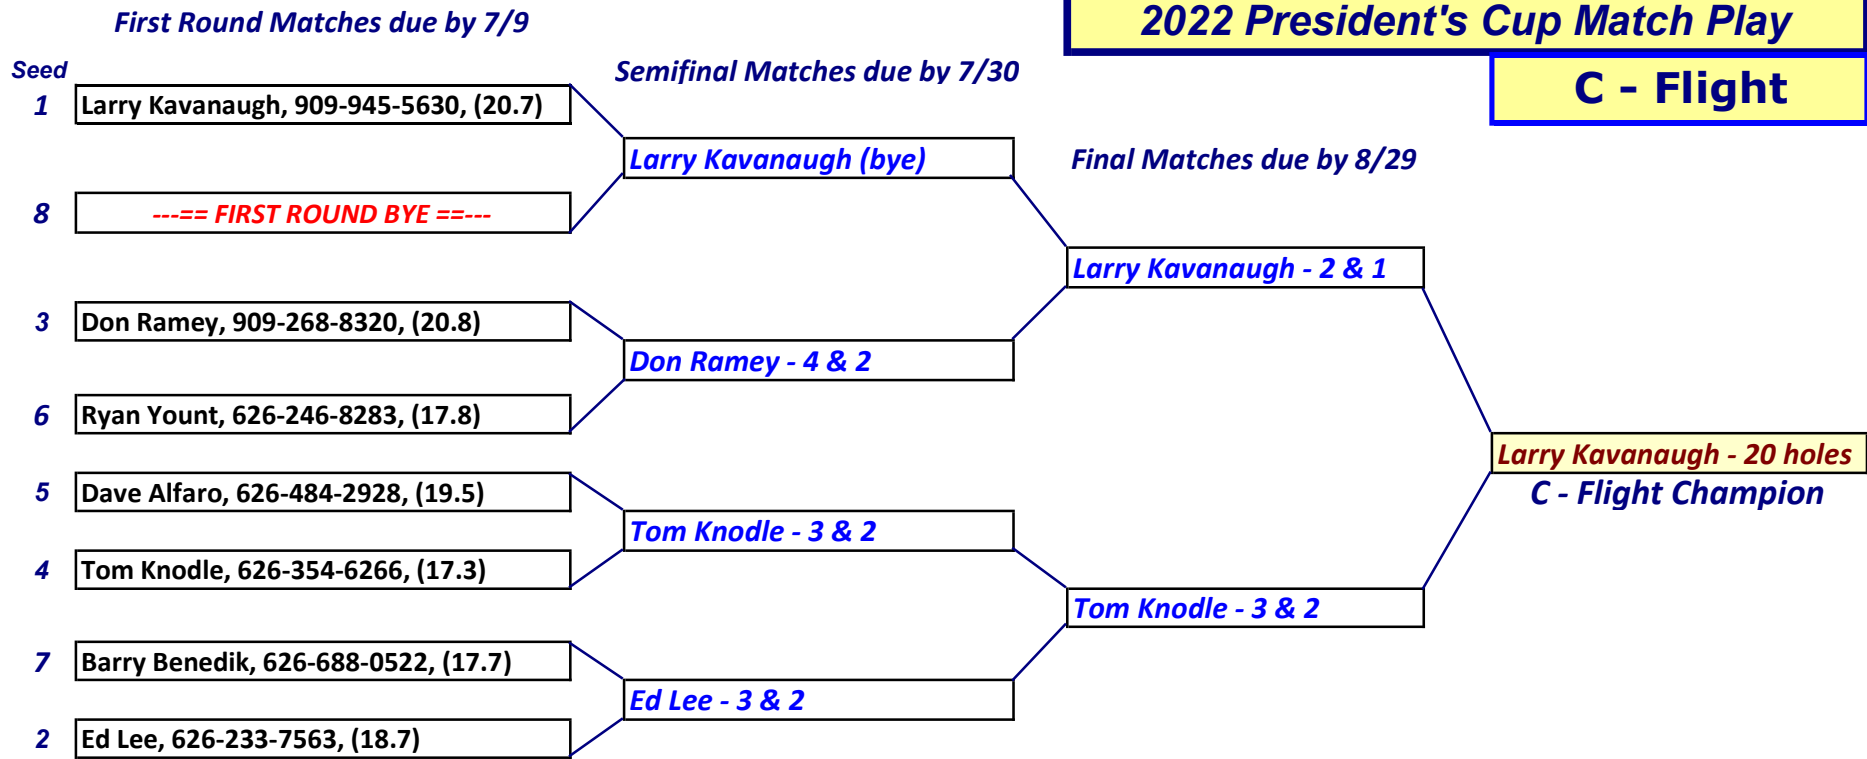 First Round Matches due by 7/9
2022 President's Cup Match Play
Seed
Semifinal Matches due by 7/30
C - Flight
1 Larry Kavanaugh, 909-945-5630, (20.7)
Larry Kavanaugh (bye)
Final Matches due by 8/29
8 ---== FIRST ROUND BYE ==---
Larry Kavanaugh - 2 & 1
3 Don Ramey, 909-268-8320, (20.8)
Don Ramey - 4 & 2
6 Ryan Yount, 626-246-8283, (17.8)
Larry Kavanaugh - 20 holes
C - Flight Champion
5 Dave Alfaro, 626-484-2928, (19.5)
Tom Knodle - 3 & 2
4 Tom Knodle, 626-354-6266, (17.3)
Tom Knodle - 3 & 2
7 Barry Benedik, 626-688-0522, (17.7)
Ed Lee - 3 & 2
2 Ed Lee, 626-233-7563, (18.7)